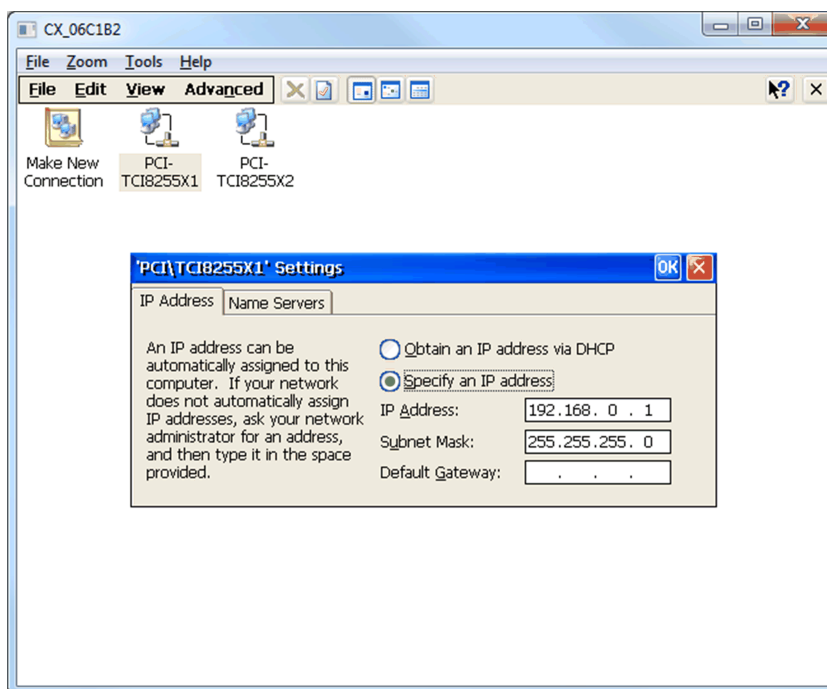 CX_06C1B2
File Zoom Tools Help
File Edit View Advanced
Make New
Connection
PCI-
TCI8255X1
PCI-
TCI8255X2
'PCI\TCI8255X1' Settings
OK
IP Address Name Servers
An IP address can be
automatically assigned to this
computer. If your network
does not automatically assign
IP addresses, ask your network
administrator for an address,
and then type it in the space
provided.
Obtain an IP address via DHCP
Specify an IP address
IP Address: 192.168. 0 . 1
Subnet Mask: 255.255.255. 0
Default Gateway: . . .